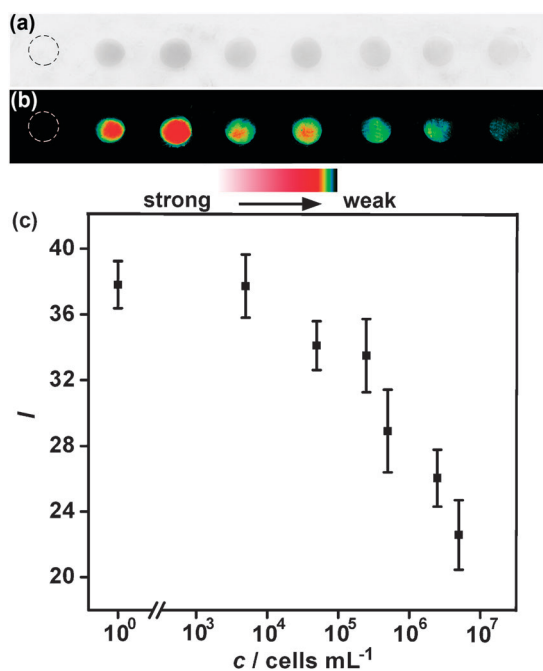 (a)
(b)
strong weak
(c)
40
36
32
28
24
20
I
10⁰ 10³ 10⁴ 10⁵ 10⁶ 10⁷
c / cells mL⁻¹